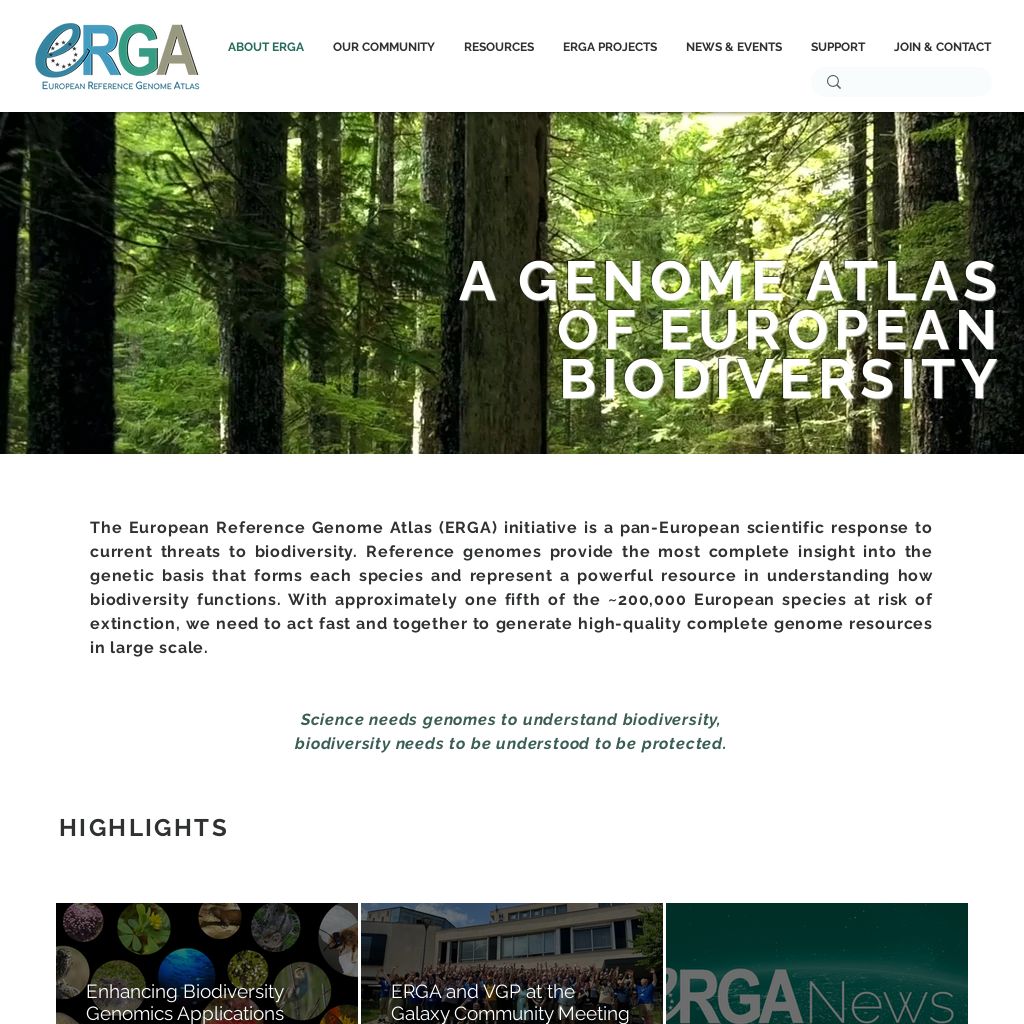 eRGA
EUROPEAN REFERENCE GENOME ATLAS
ABOUT ERGA
OUR COMMUNITY
RESOURCES
ERGA PROJECTS
NEWS & EVENTS
SUPPORT
JOIN & CONTACT
A GENOME ATLAS
OF EUROPEAN
BIODIVERSITY
The European Reference Genome Atlas (ERGA) initiative is a pan-European scientific response to
current threats to biodiversity. Reference genomes provide the most complete insight into the
genetic basis that forms each species and represent a powerful resource in understanding how
biodiversity functions. With approximately one fifth of the ~200,000 European species at risk of
extinction, we need to act fast and together to generate high-quality complete genome resources
in large scale.
Science needs genomes to understand biodiversity,
biodiversity needs to be understood to be protected.
HIGHLIGHTS
Enhancing Biodiversity
Genomics Applications
ERGA and VGP at the
Galaxy Community Meeting
eRGA News